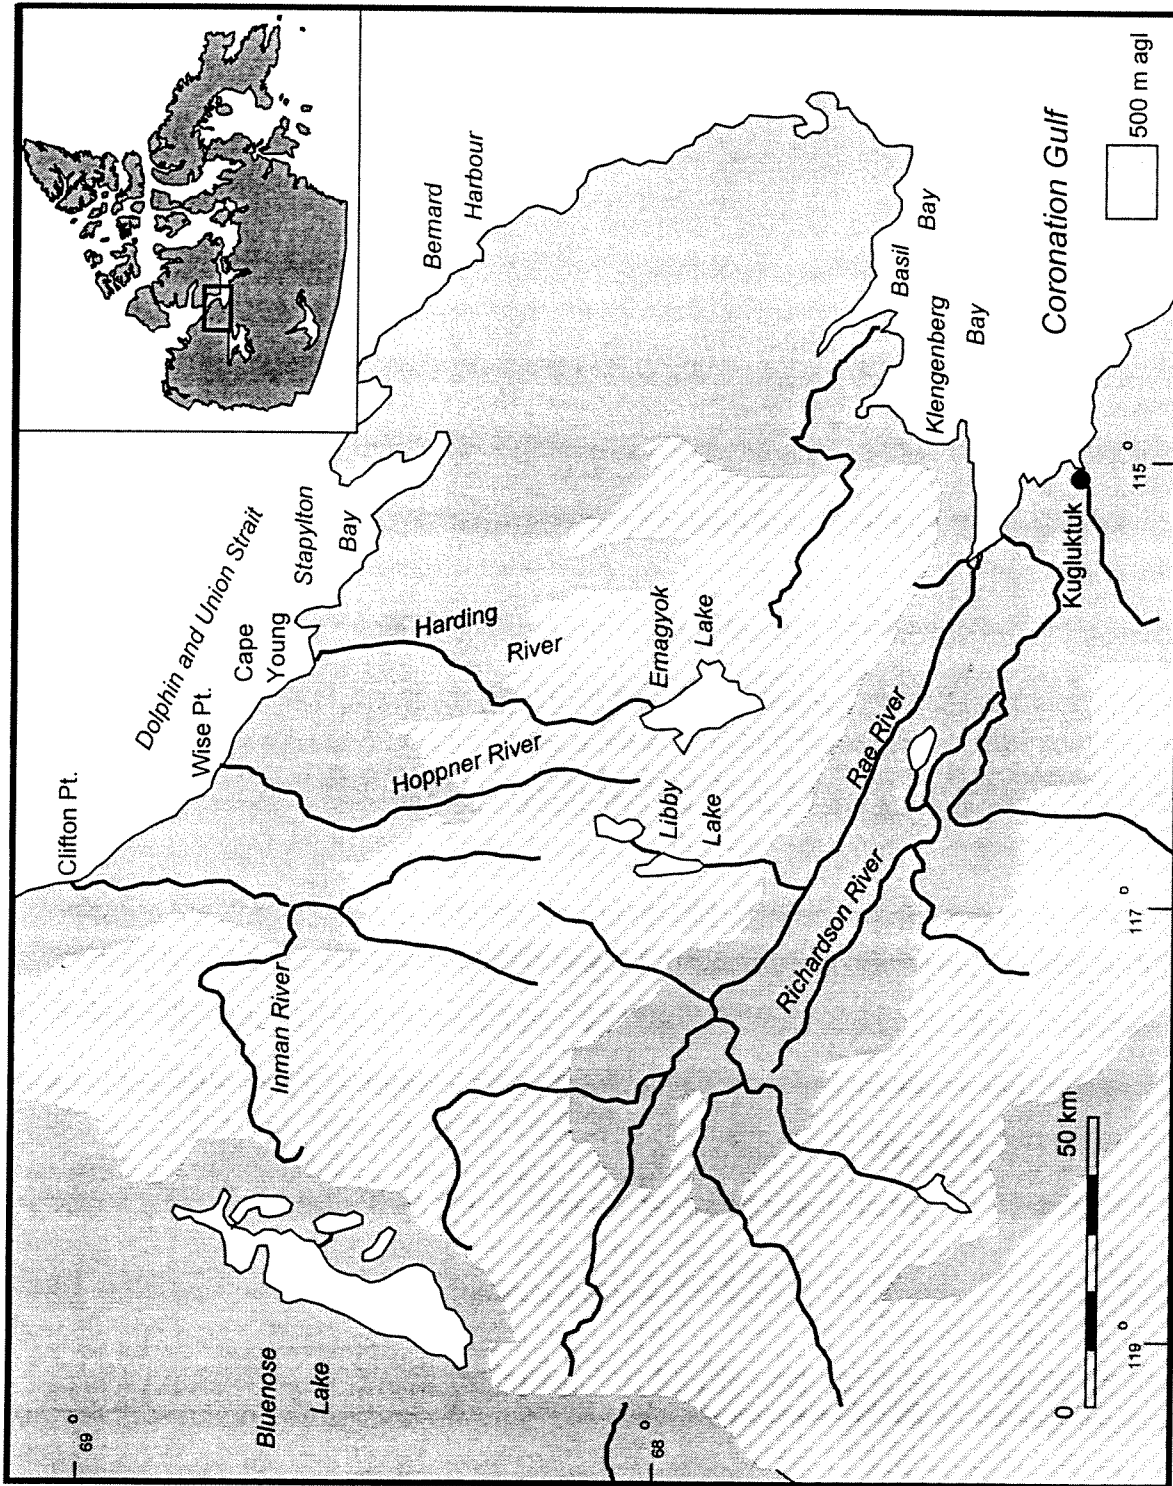 Clifton Pt.
Wise Pt.
Dolphin and Union Strait
Cape
Young
Stapylton
Bay
Bernard
Harbour
Inman River
Hoppner River
Harding
River
Bluenose
Lake
Libby
Lake
Emagyok
Lake
Rae River
Richardson River
Klengenberg
Bay
Basil
Bay
Coronation Gulf
Kugluktuk
69 o
68 o
119 o
117 o
115 o
0
50 km
500 m agl